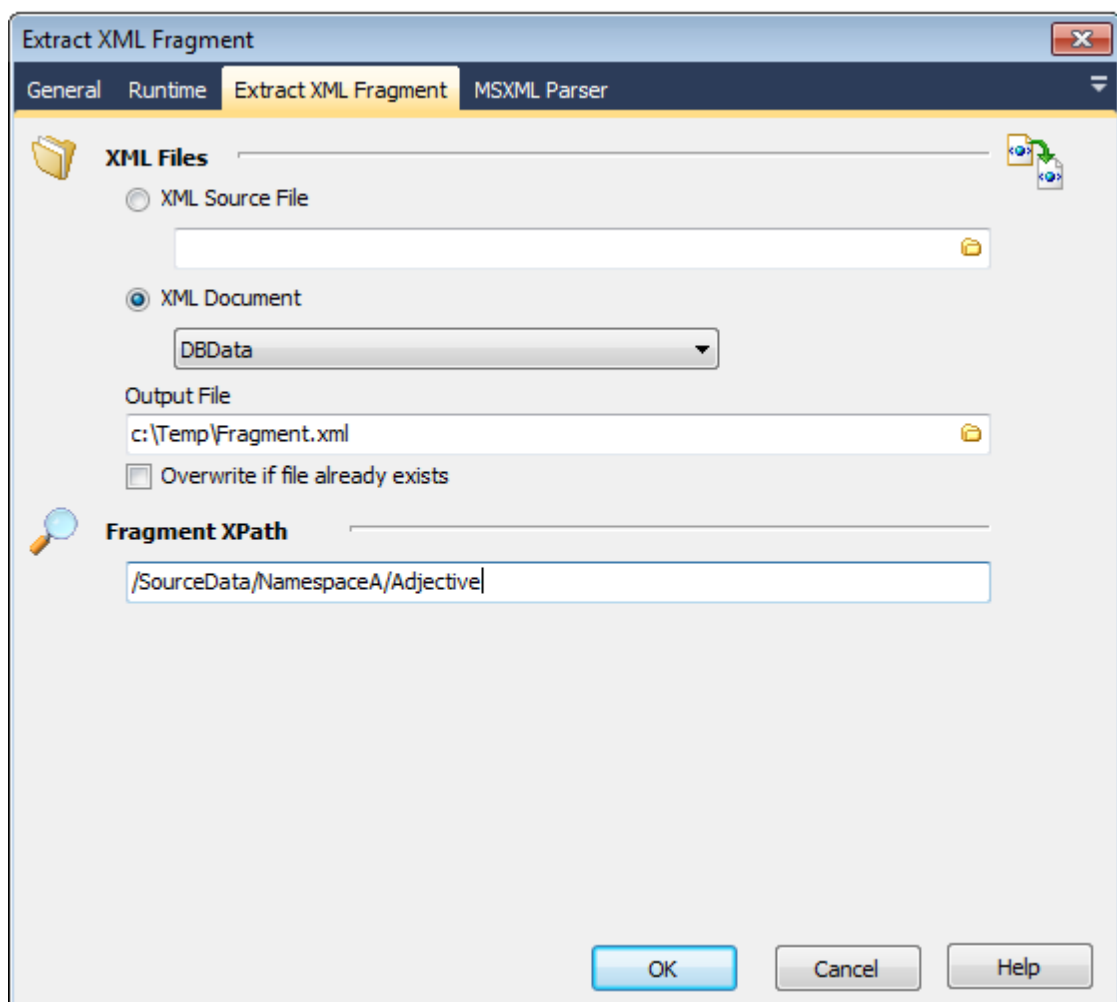 Extract XML Fragment
General Runtime Extract XML Fragment MSXML Parser
XML Files
XML Source File
XML Document
DBData
Output File
c:\Temp\Fragment.xml
Overwrite if file already exists
Fragment XPath
/SourceData/NamespaceA/Adjective
OK Cancel Help